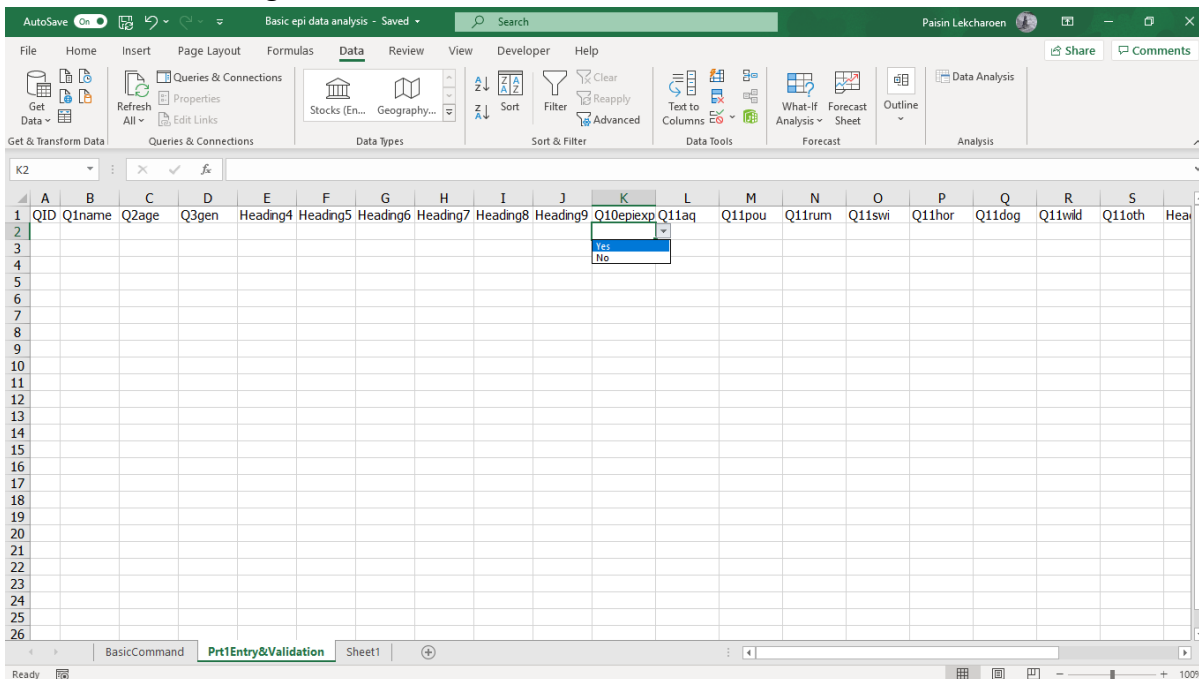 AutoSave On Basic epi data analysis - Saved Search Paisin Lekcharoen
File Home Insert Page Layout Formulas Data Review View Developer Help Share Comments
Get Data
Refresh All
Queries & Connections
Properties
Edit Links
Stocks (En... Geography...
Sort
Filter
Clear
Reapply
Advanced
Text to Columns
What-If Analysis
Forecast Sheet
Outline
Data Analysis
Get & Transform Data Queries & Connections Data Types Sort & Filter Data Tools Forecast Analysis
K2 fx
A B C D E F G H I J K L M N O P Q R S
1 QID Q1name Q2age Q3gen Heading4 Heading5 Heading6 Heading7 Heading8 Heading9 Q10epiexp Q11aq Q11pou Q11rum Q11swi Q11hor Q11dog Q11wild Q11oth Head
2
3 Yes
4 No
5
6
7
8
9
10
11
12
13
14
15
16
17
18
19
20
21
22
23
24
25
26
BasicCommand Prt1Entry&Validation Sheet1
Ready 100%